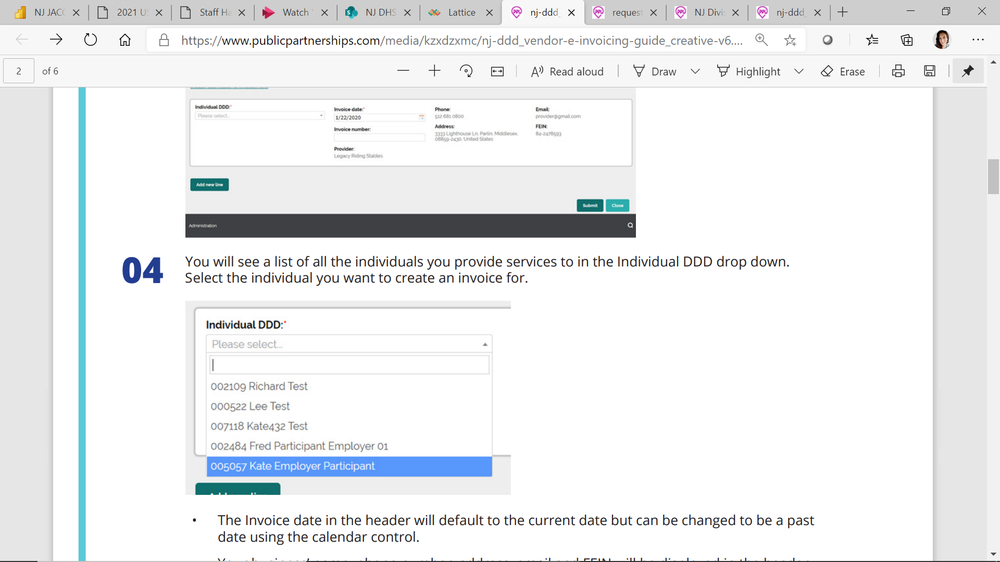 NJ JAC
2021 U
Staff Ha
Watch
NJ DHS
Lattice
nj-ddd_
request
NJ Divi
nj-ddd_
https://www.publicpartnerships.com/media/kzxdzxmc/nj-ddd_vendor-e-invoicing-guide_creative-v6....
2 of 6
Read aloud
Draw
Highlight
Erase
Individual DDD:*
Please select...
Invoice date:*
1/22/2020
Invoice number:
Provider:
Legacy Riding Stables
Phone:
512 681 0800
Address:
3333 Lighthouse Ln, Parlin, Middlesex,
08859-2430, United States
Email:
provider@gmail.com
FEIN:
84-2478593
Add new line
Submit Close
Administration
04
You will see a list of all the individuals you provide services to in the Individual DDD drop down.
Select the individual you want to create an invoice for.
Individual DDD:*
Please select...
002109 Richard Test
000522 Lee Test
007118 Kate432 Test
002484 Fred Participant Employer 01
005057 Kate Employer Participant
• The Invoice date in the header will default to the current date but can be changed to be a past
date using the calendar control.